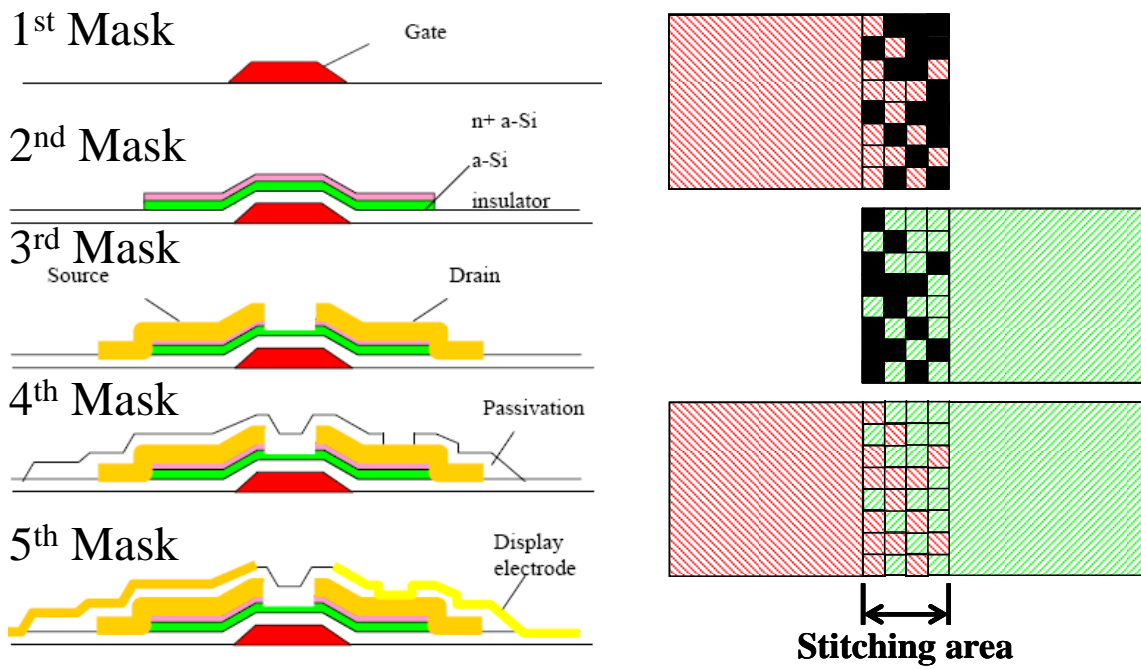 1st Mask
Gate
2nd Mask
n+ a-Si
a-Si
insulator
3rd Mask
Source
Drain
4th Mask
Passivation
5th Mask
Display
electrode
Stitching area